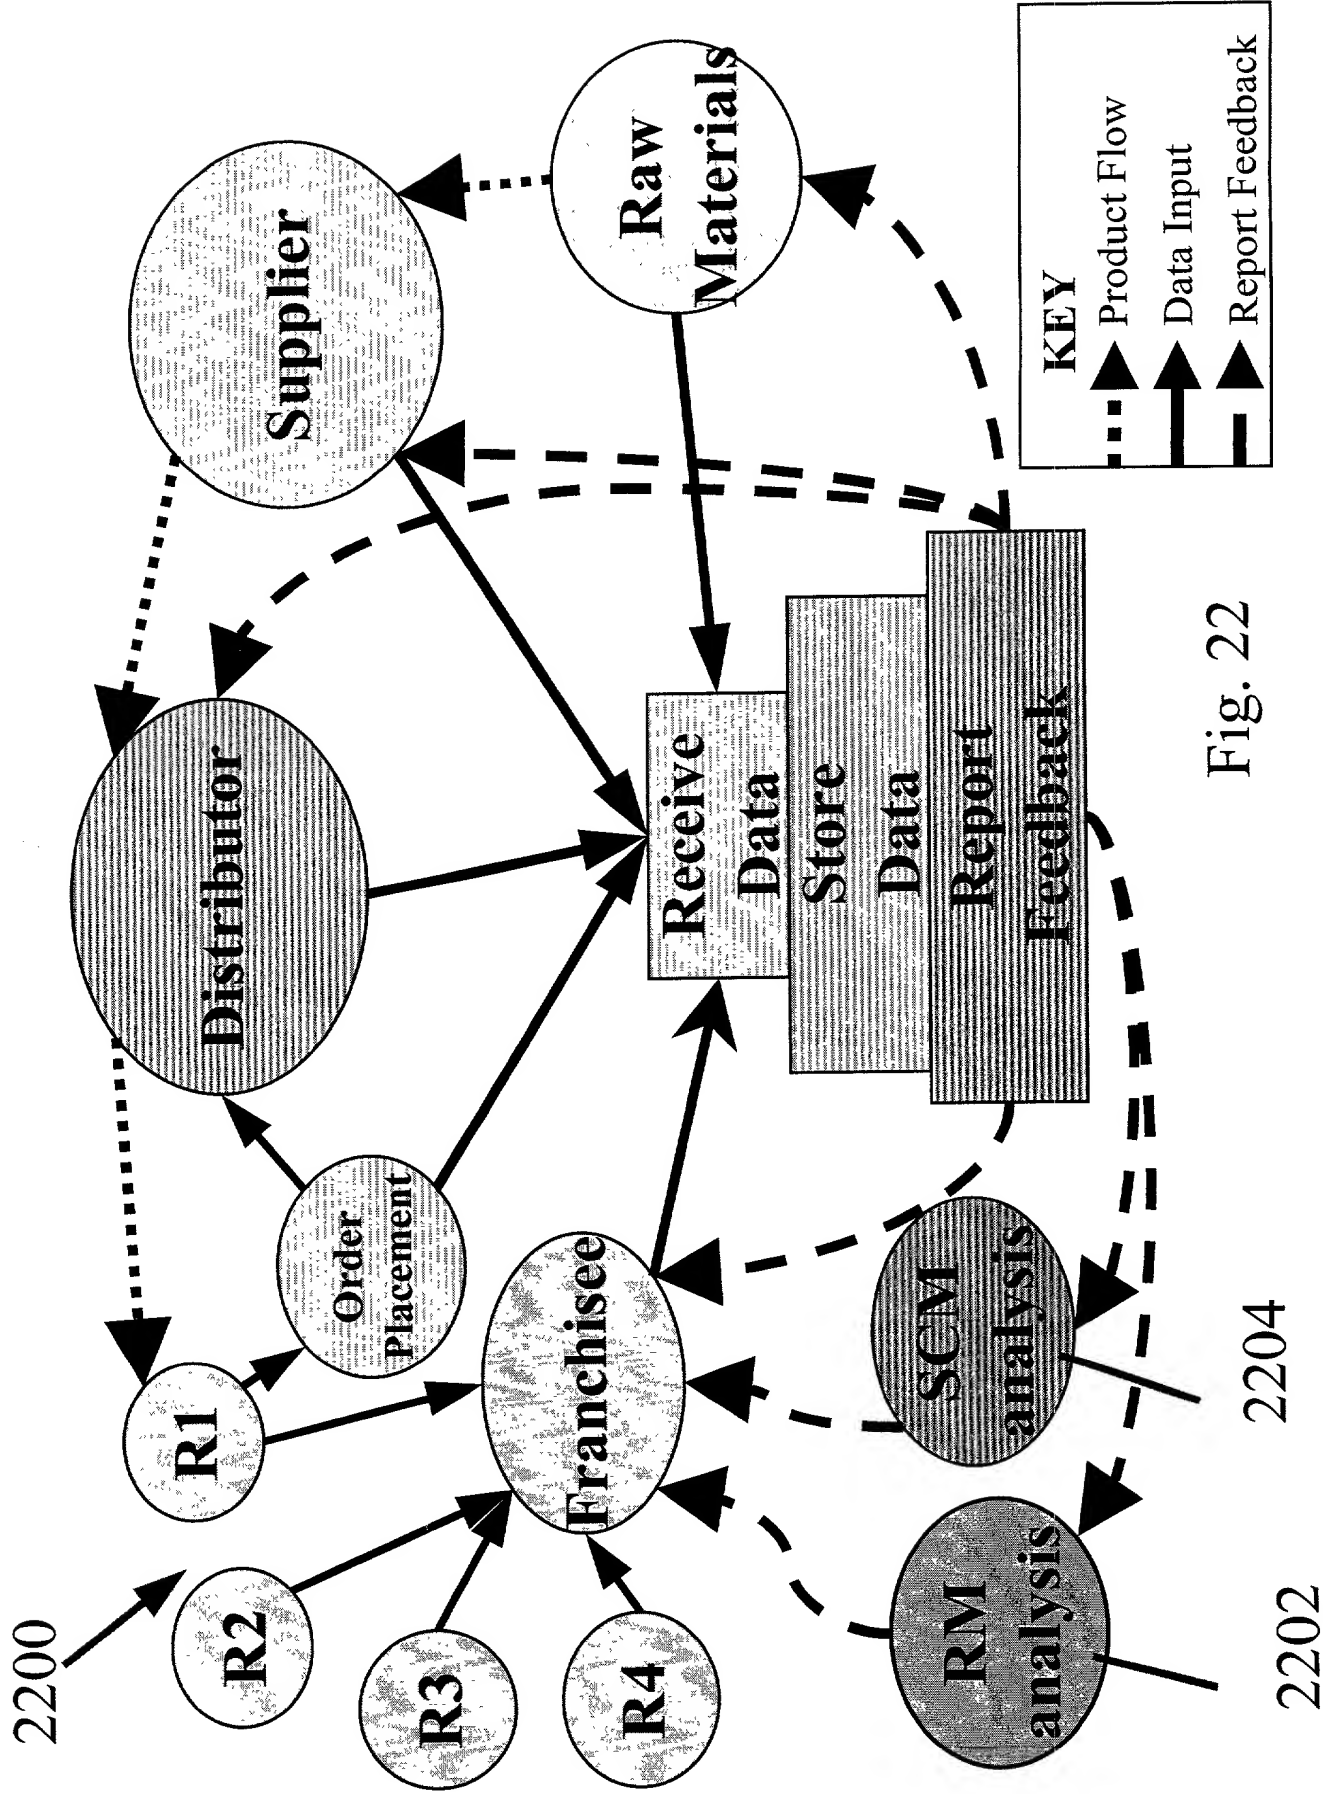 2200
R1
R2
R3
R4
Order
Placement
Distributor
Supplier
Franchisee
Raw
Materials
Receive
Data
Store
Data
Report
Feedback
RM
analysis
SCM
analysis
2202
2204
KEY
Product Flow
Data Input
Report Feedback
Fig. 22